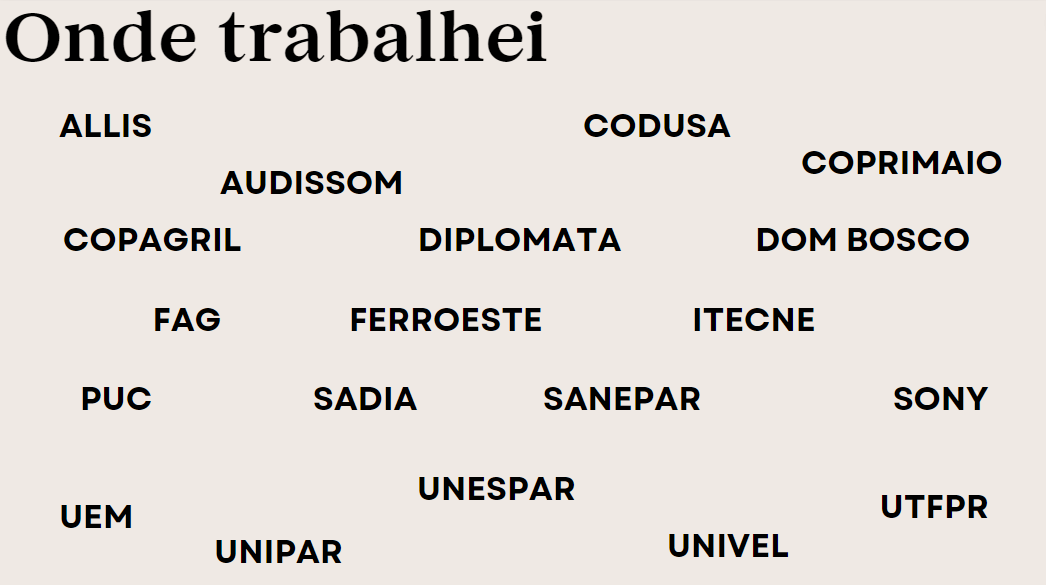 Onde trabalhei
ALLIS
CODUSA
COPRIMAIO
AUDISSOM
COPAGRIL
DIPLOMATA
DOM BOSCO
FAG
FERROESTE
ITECNE
PUC
SADIA
SANEPAR
SONY
UNESPAR
UTFPR
UEM
UNIVEL
UNIPAR